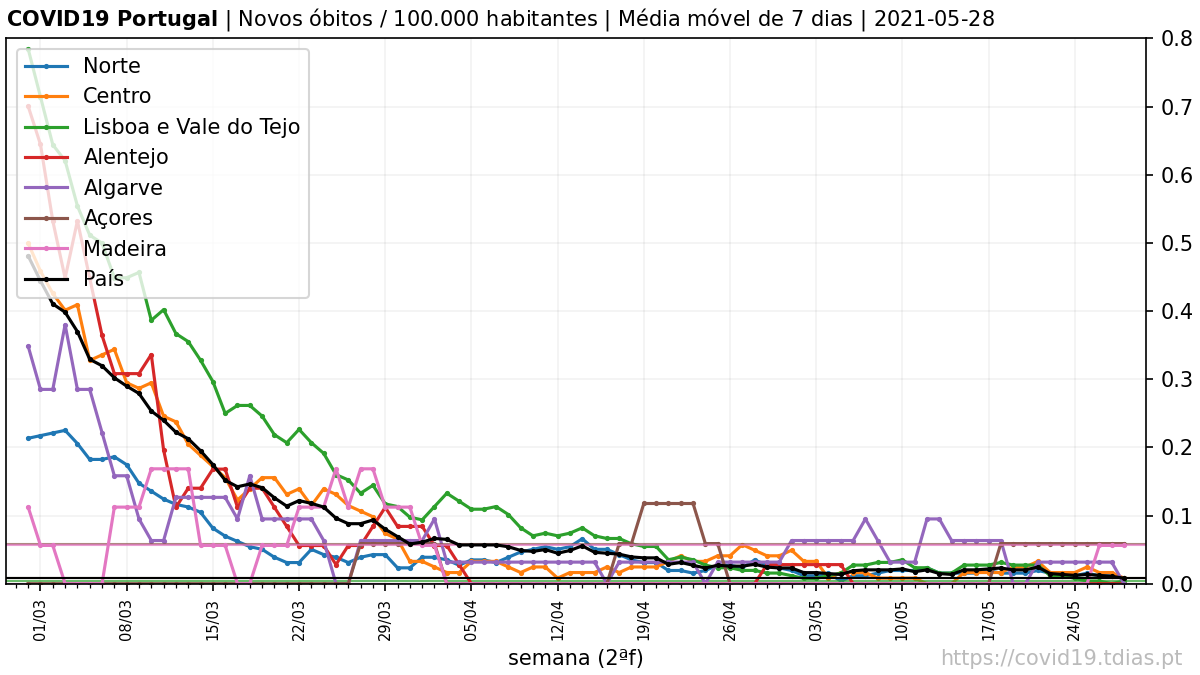 COVID19 Portugal | Novos óbitos / 100.000 habitantes | Média móvel de 7 dias | 2021-05-28
Norte
Centro
Lisboa e Vale do Tejo
Alentejo
Algarve
Açores
Madeira
País
0.8
0.7
0.6
0.5
0.4
0.3
0.2
0.1
0.0
01/03
08/03
15/03
22/03
29/03
05/04
12/04
19/04
26/04
03/05
10/05
17/05
24/05
semana (2ªf)
https://covid19.tdias.pt